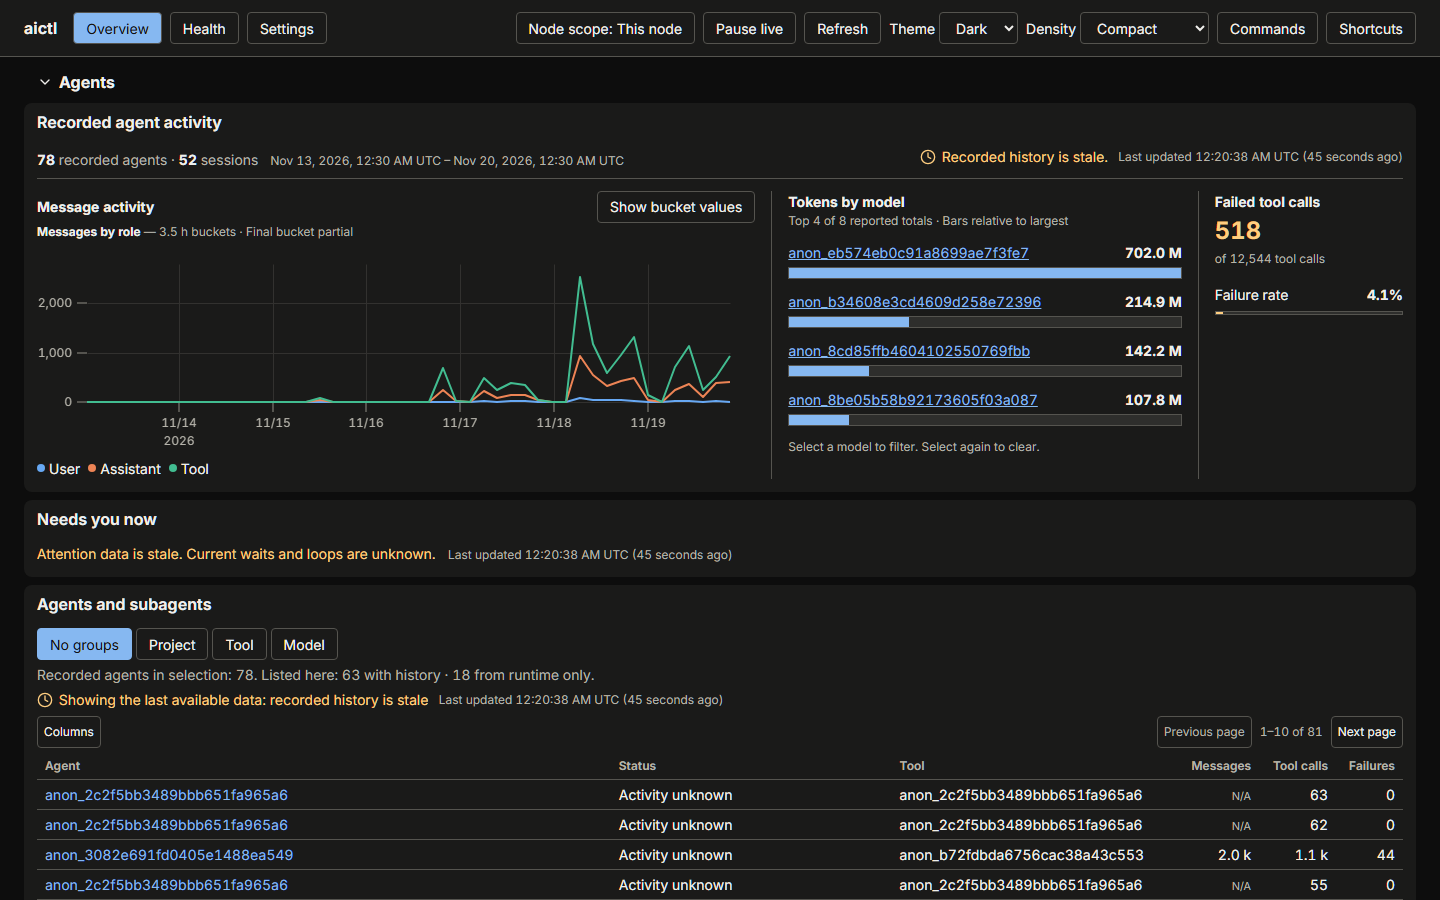 aictl Overview Health Settings Node scope: This node Pause live Refresh Theme Dark Density Compact Commands Shortcuts
Agents
Recorded agent activity
78 recorded agents · 52 sessions Nov 13, 2026, 12:30 AM UTC – Nov 20, 2026, 12:30 AM UTC
Recorded history is stale. Last updated 12:20:38 AM UTC (45 seconds ago)
Message activity
Show bucket values
Messages by role — 3.5 h buckets · Final bucket partial
2,000
1,000
0
11/14 11/15 11/16 11/17 11/18 11/19
2026
User Assistant Tool
Tokens by model
Top 4 of 8 reported totals · Bars relative to largest
anon_eb574eb0c91a8699ae7f3fe7 702.0 M
anon_b34608e3cd4609d258e72396 214.9 M
anon_8cd85ffb4604102550769fbb 142.2 M
anon_8be05b58b92173605f03a087 107.8 M
Select a model to filter. Select again to clear.
Failed tool calls
518
of 12,544 tool calls
Failure rate 4.1%
Needs you now
Attention data is stale. Current waits and loops are unknown. Last updated 12:20:38 AM UTC (45 seconds ago)
Agents and subagents
No groups Project Tool Model
Recorded agents in selection: 78. Listed here: 63 with history · 18 from runtime only.
Showing the last available data: recorded history is stale Last updated 12:20:38 AM UTC (45 seconds ago)
Columns Previous page 1–10 of 81 Next page
Agent Status Tool Messages Tool calls Failures
anon_2c2f5bb3489bbb651fa965a6 Activity unknown anon_2c2f5bb3489bbb651fa965a6 N/A 63 0
anon_2c2f5bb3489bbb651fa965a6 Activity unknown anon_2c2f5bb3489bbb651fa965a6 N/A 62 0
anon_3082e691fd0405e1488ea549 Activity unknown anon_b72fdbda6756cac38a43c553 2.0 k 1.1 k 44
anon_2c2f5bb3489bbb651fa965a6 Activity unknown anon_2c2f5bb3489bbb651fa965a6 N/A 55 0